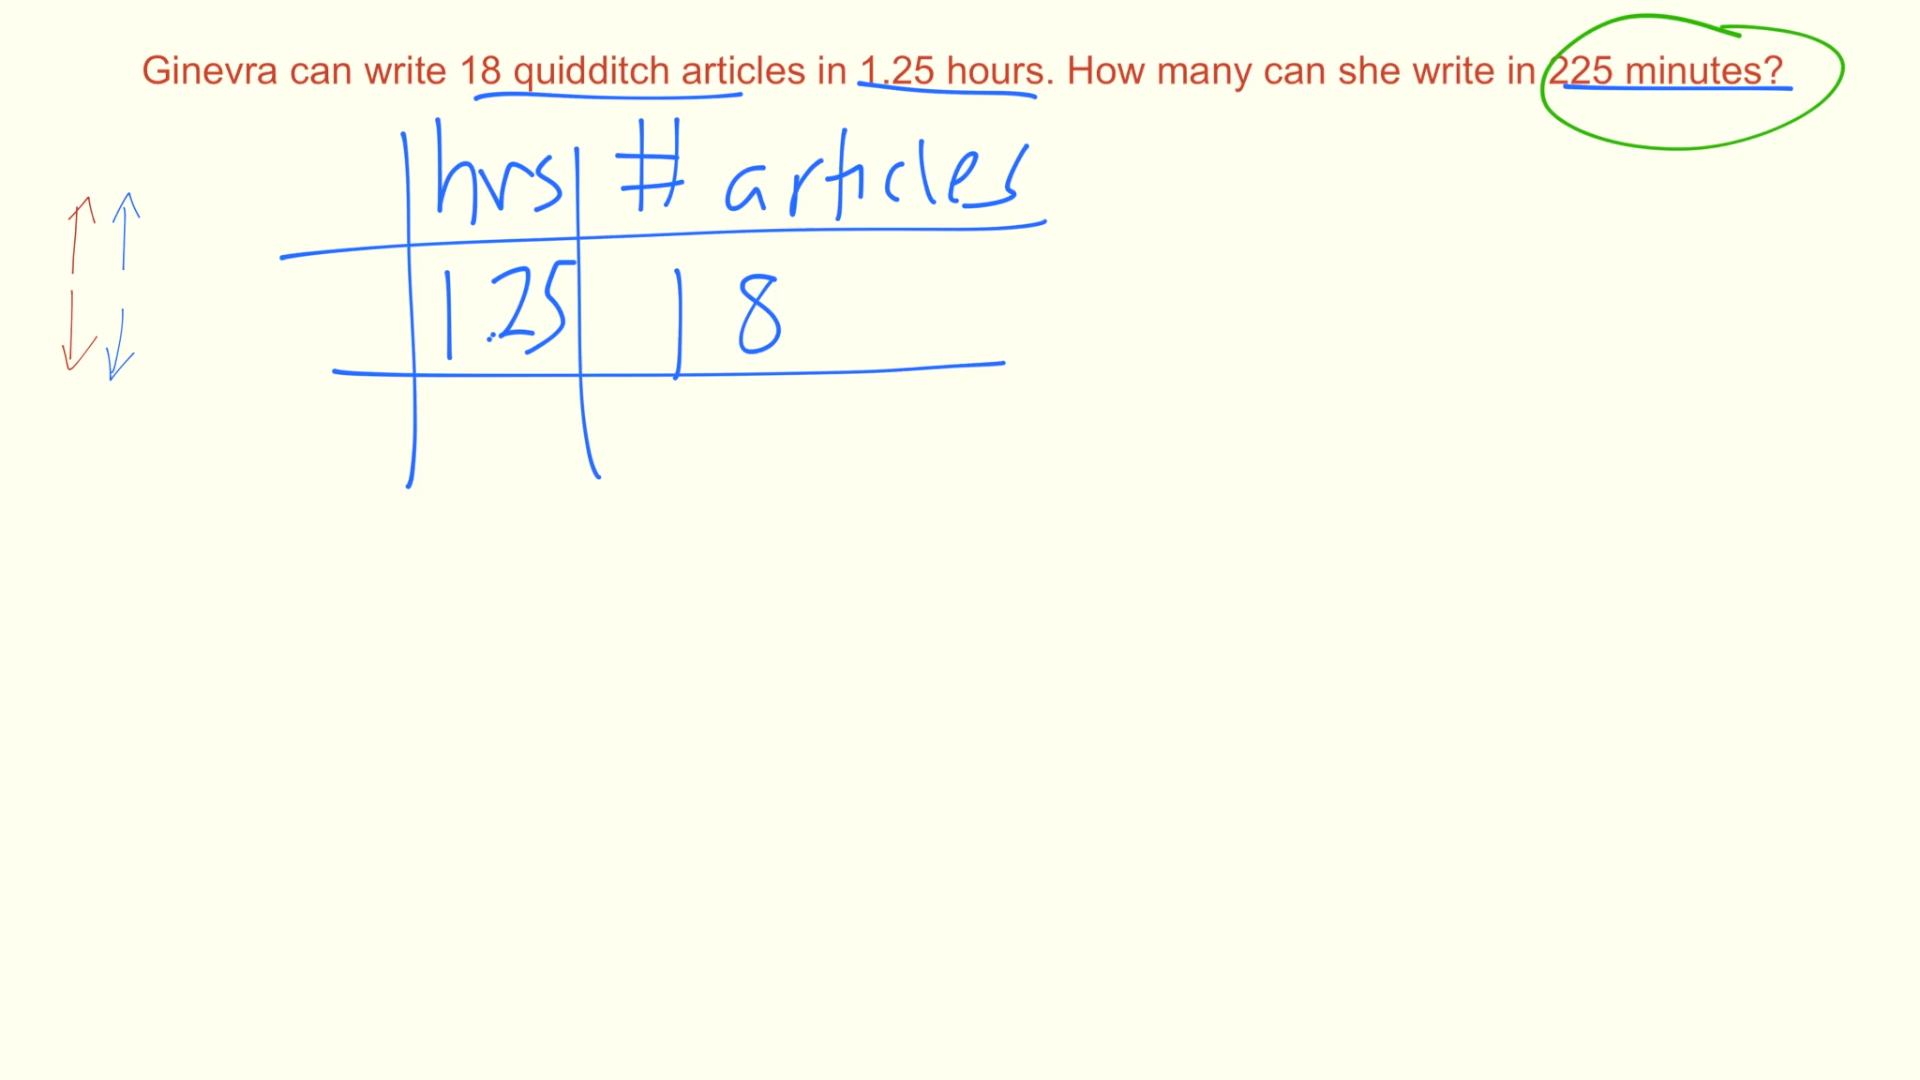 Ginevra can write 18 quidditch articles in 1.25 hours. How many can she write in 225 minutes?
hrs # articles
1.25 18